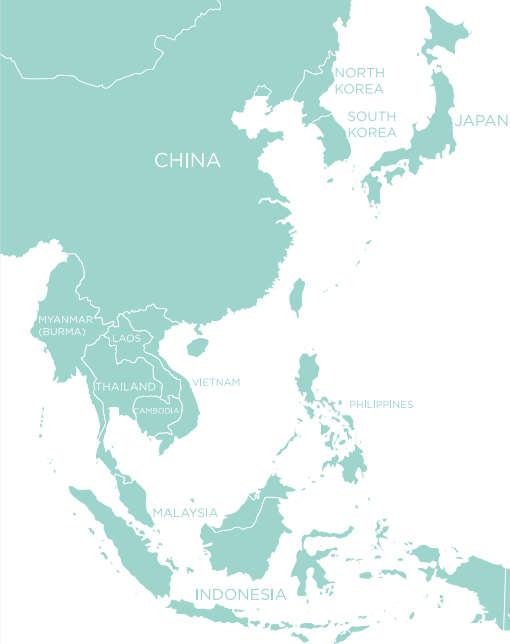 NORTH
KOREA
SOUTH
KOREA
JAPAN
CHINA
MYANMAR
(BURMA)
LAOS
THAILAND
VIETNAM
CAMBODIA
PHILIPPINES
MALAYSIA
INDONESIA